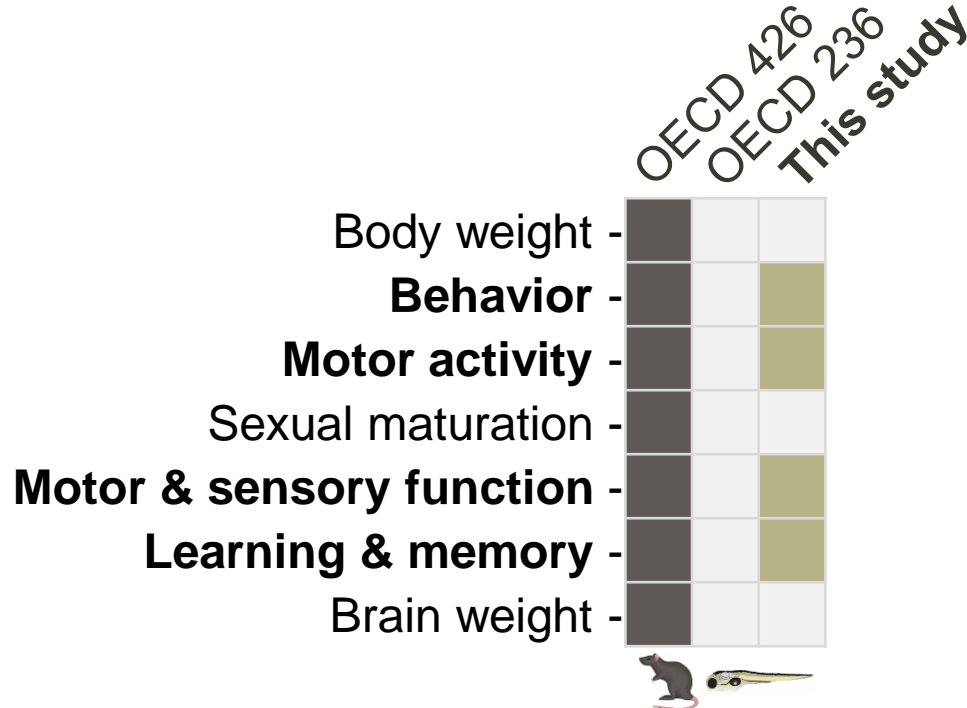 OECD 426
OECD 236
This study
Body weight -
Behavior -
Motor activity -
Sexual maturation -
Motor & sensory function -
Learning & memory -
Brain weight -